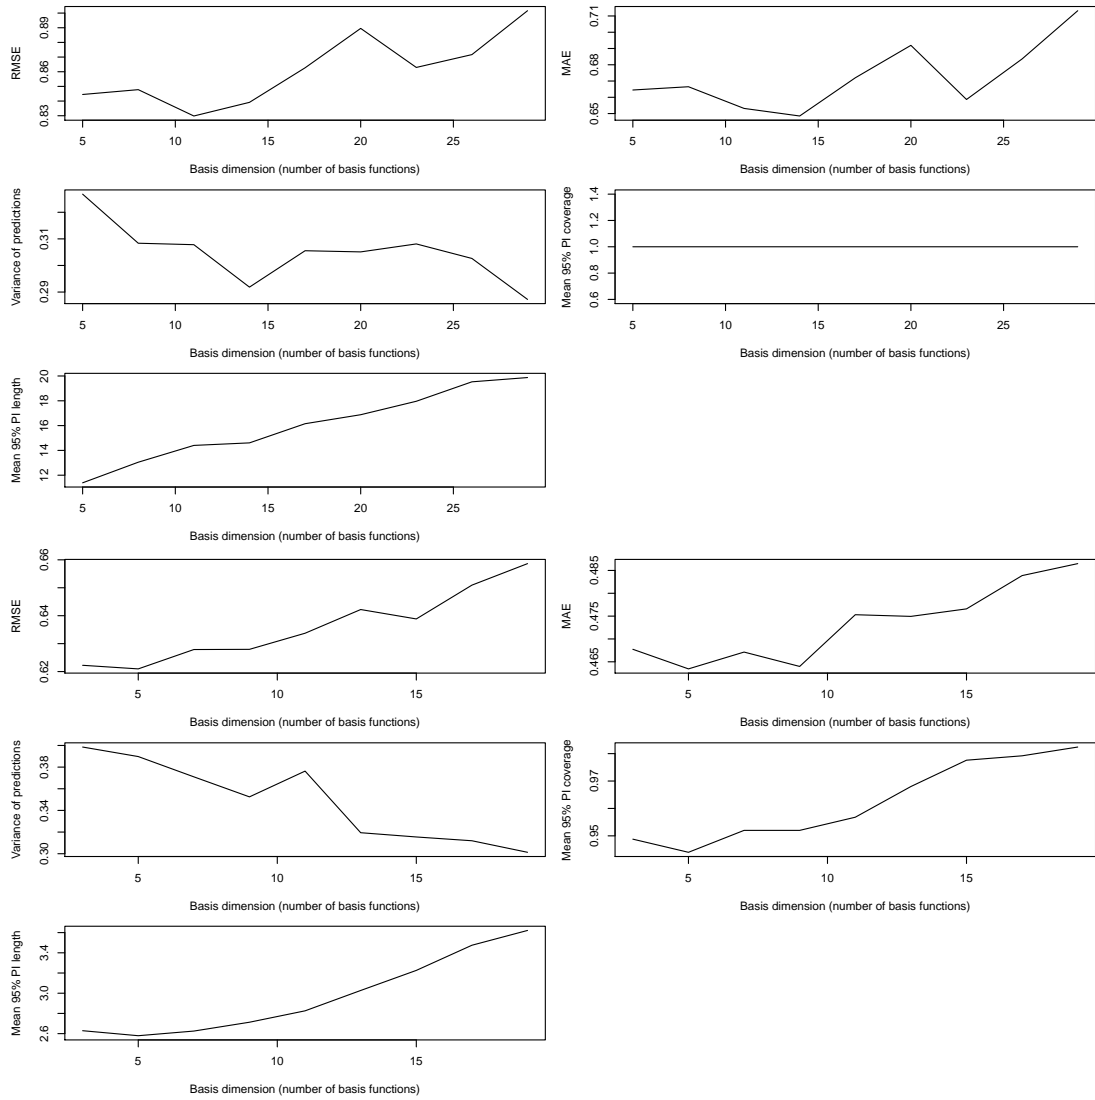 RMSE
0.83 0.86 0.89
5 10 15 20 25
Basis dimension (number of basis functions)
MAE
0.65 0.68 0.71
5 10 15 20 25
Basis dimension (number of basis functions)
Variance of predictions
0.29 0.31
5 10 15 20 25
Basis dimension (number of basis functions)
Mean 95% PI coverage
0.6 0.8 1.0 1.2 1.4
5 10 15 20 25
Basis dimension (number of basis functions)
Mean 95% PI length
12 14 16 18 20
5 10 15 20 25
Basis dimension (number of basis functions)
RMSE
0.62 0.64 0.66
5 10 15
Basis dimension (number of basis functions)
MAE
0.465 0.475 0.485
5 10 15
Basis dimension (number of basis functions)
Variance of predictions
0.30 0.34 0.38
5 10 15
Basis dimension (number of basis functions)
Mean 95% PI coverage
0.95 0.97
5 10 15
Basis dimension (number of basis functions)
Mean 95% PI length
2.6 3.0 3.4
5 10 15
Basis dimension (number of basis functions)